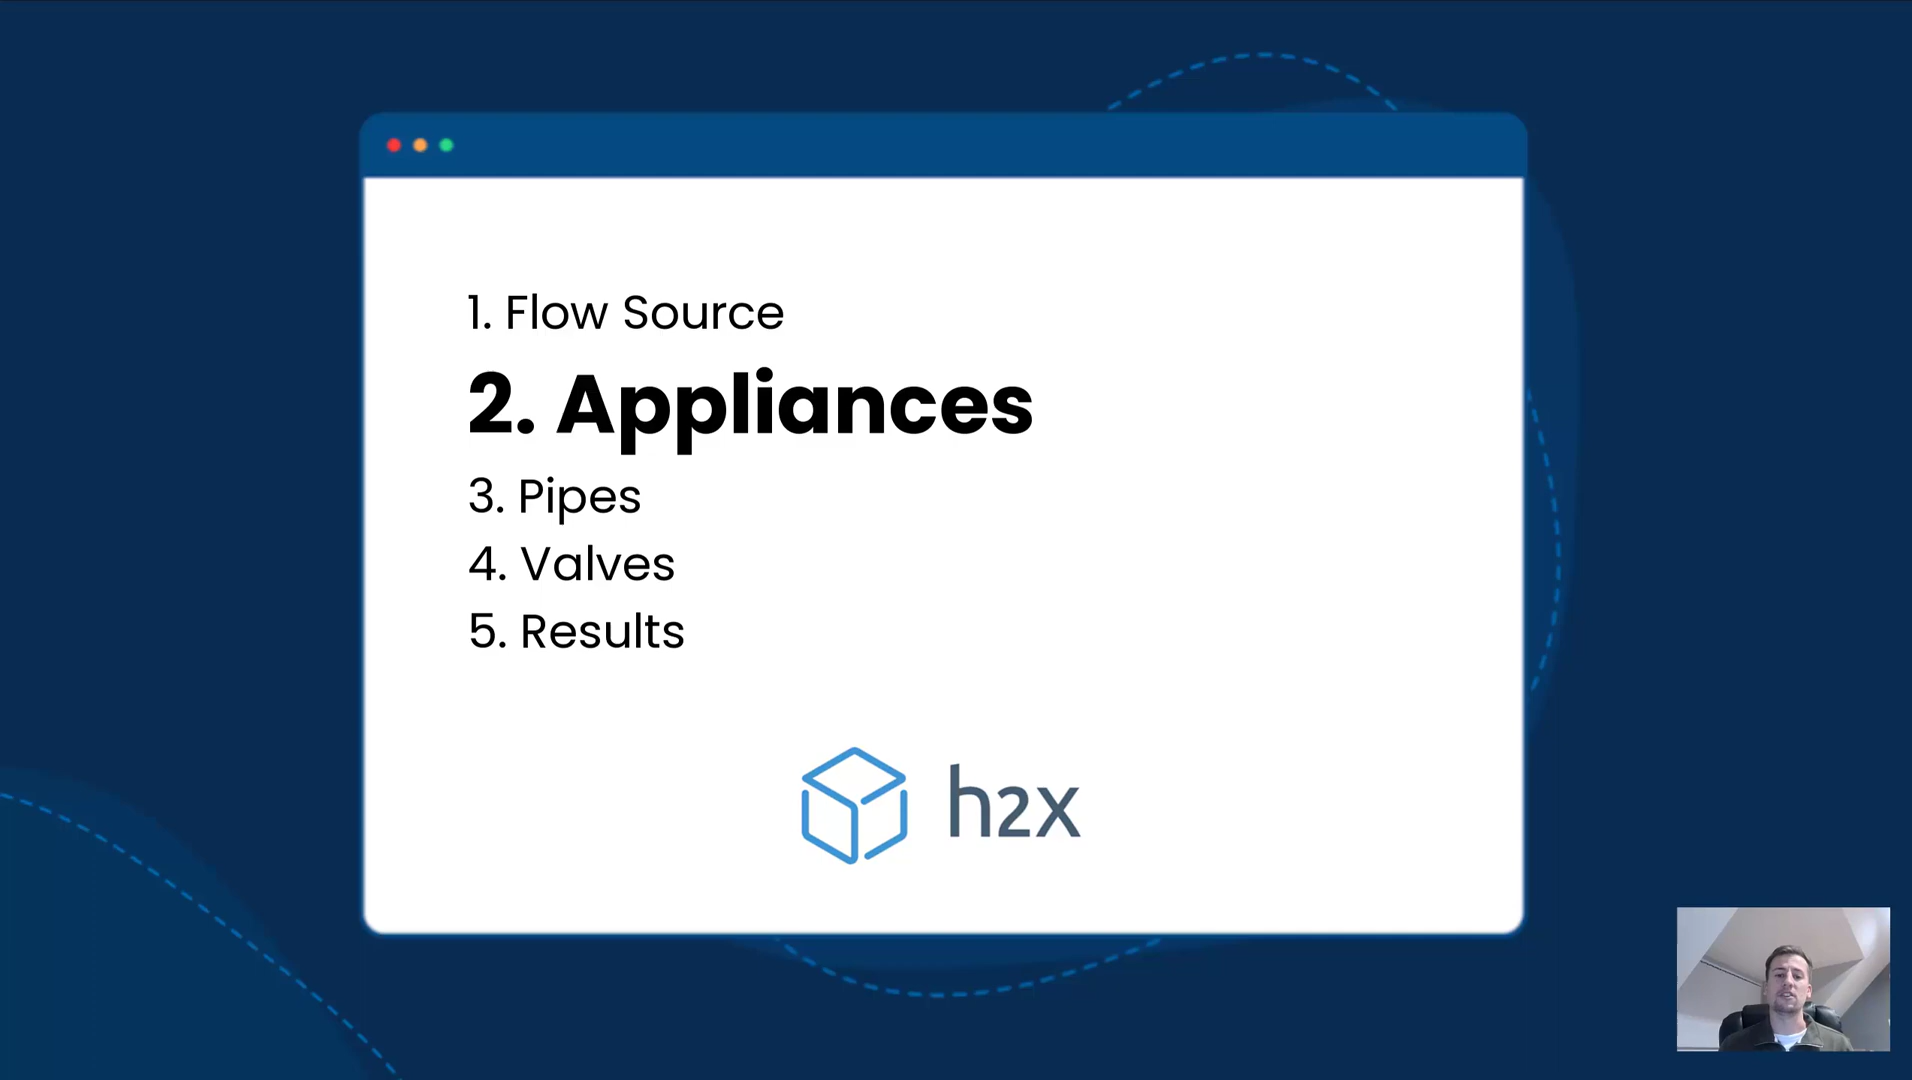 1. Flow Source
2. Appliances
3. Pipes
4. Valves
5. Results
h2x